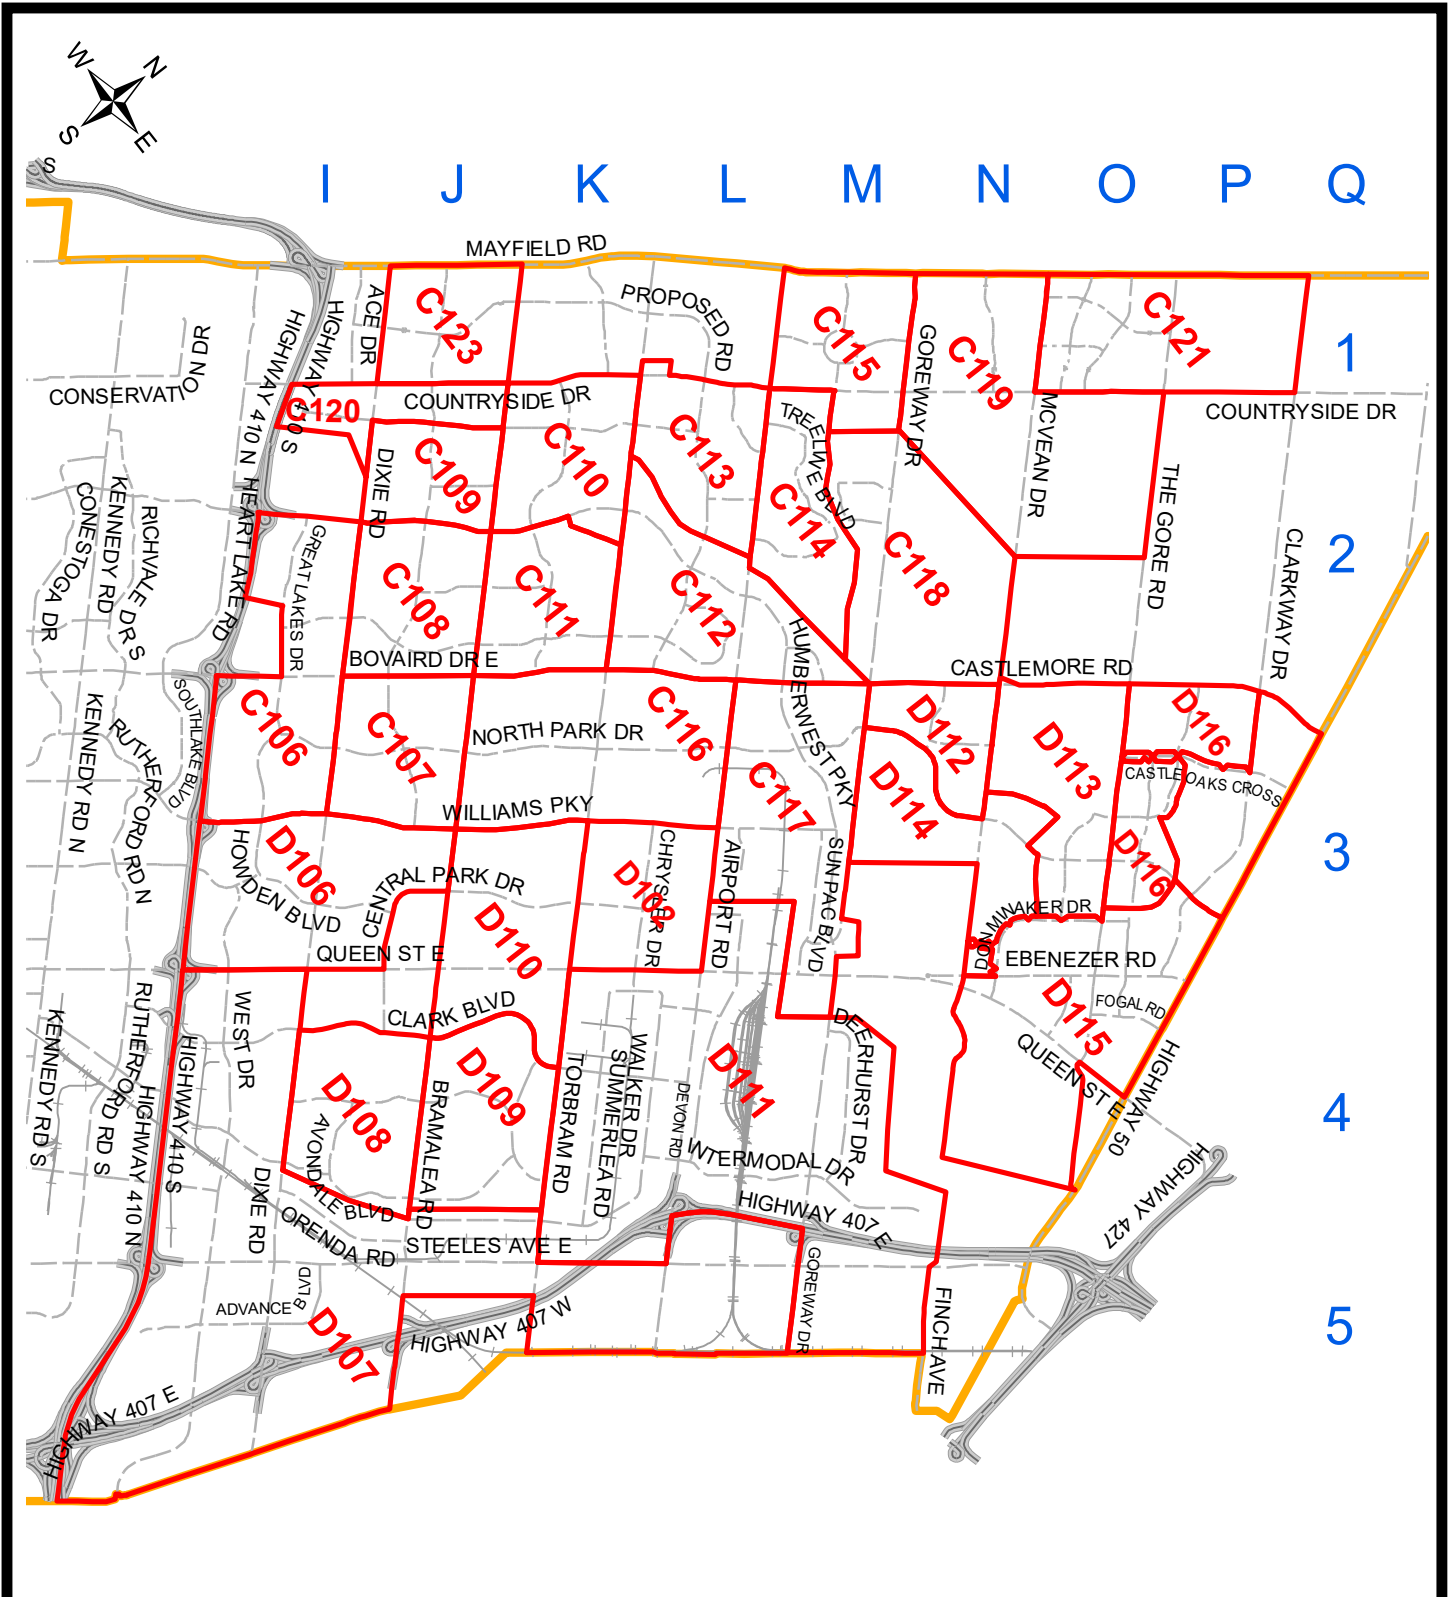 W N
S E
S
I J K L M N O P Q
MAYFIELD RD
1
2
3
4
5
C123
C115
C119
C121
C120
C109
C110
C113
C114
C118
C108
C111
C112
C106
C107
C116
C117
D112
D113
D114
D116
D116
D106
D110
D102
D115
D108
D109
D111
D107
ACE DR
PROPOSED RD
HIGHWAY 410 S
HIGHWAY 410 N
GOREWAY DR
CONSERVATION DR
COUNTRYSIDE DR
COUNTRYSIDE DR
MCVEAN DR
TREELINE BLVD
DIXIE RD
THE GORE RD
CLARKWAY DR
KENNEDY RD
CONESTOGA DR
RICHVALE DR S
HEART LAKE RD
GREAT LAKES DR
BOVAIRD DR E
CASTLEMORE RD
HUMBERWEST PKY
SOUTHLAKE BLVD
KENNEDY RD N
RUTHERFORD RD N
NORTH PARK DR
WILLIAMS PKY
CASTLE OAKS CROSS
HOWDEN BLVD
CENTRAL PARK DR
CHRYSLER DR
AIRPORT RD
SUN PAC BLVD
QUEEN ST E
DON MINAKER DR
EBENEZER RD
FOGAL RD
CLARK BLVD
WEST DR
RUTHERFORD RD S
KENNEDY RD S
HIGHWAY 410 S
HIGHWAY 410 N
DEERHURST DR
QUEEN ST E
HIGHWAY 50
HIGHWAY 427
WALKER DR
SUMMERLEA RD
TORBRAM RD
BRAMALEA RD
AVONDALE BLVD
DEVON RD
INTERMODAL DR
DIXIE RD
ORENDA RD
STEELES AVE E
HIGHWAY 407 E
GOREWAY DR
FINCH AVE
ADVANCE BLVD
HIGHWAY 407 W
HIGHWAY 407 E